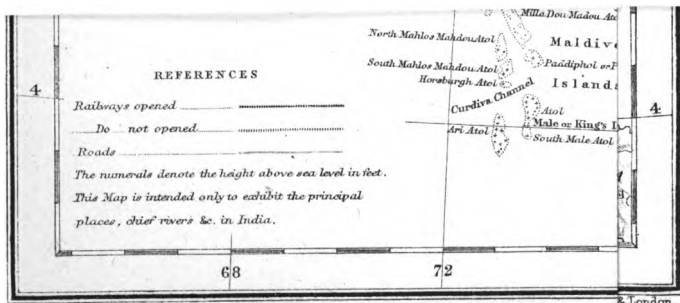 Milla Dou Madou
North Mahlos Mahdou Atol
Maldive
South Mahlos Mahdou Atol
Paddiphol or
Horsburgh Atol
Islands
Curdiva Channel
Atol
Male or King's
Ari Atol
South Male Atol
REFERENCES
Railways opened
Do not opened
Roads
The numerals denote the height above sea level in feet.
This Map is intended only to exhibit the principal
places, chief rivers &c. in India.
4
4
68
72
& London